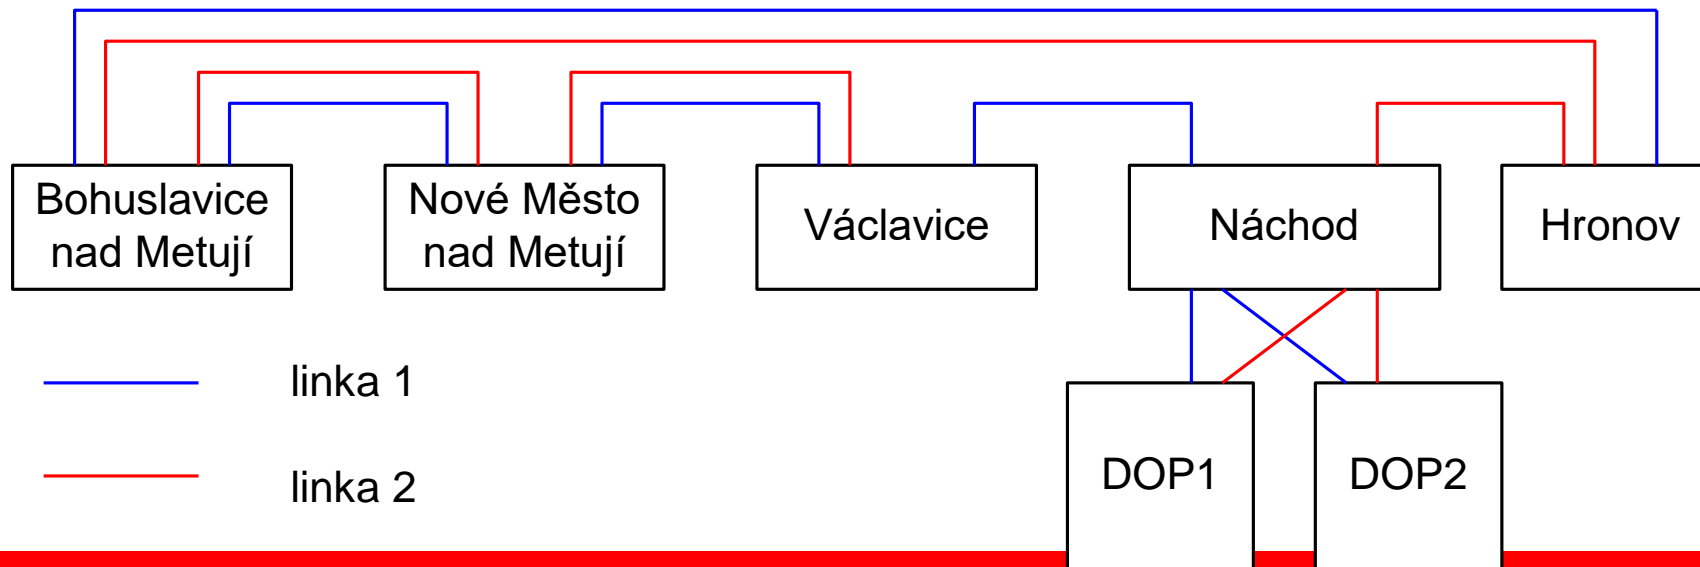 Bohuslavice
nad Metují
Nové Město
nad Metují
Václavice
Náchod
Hronov
linka 1
linka 2
DOP1
DOP2